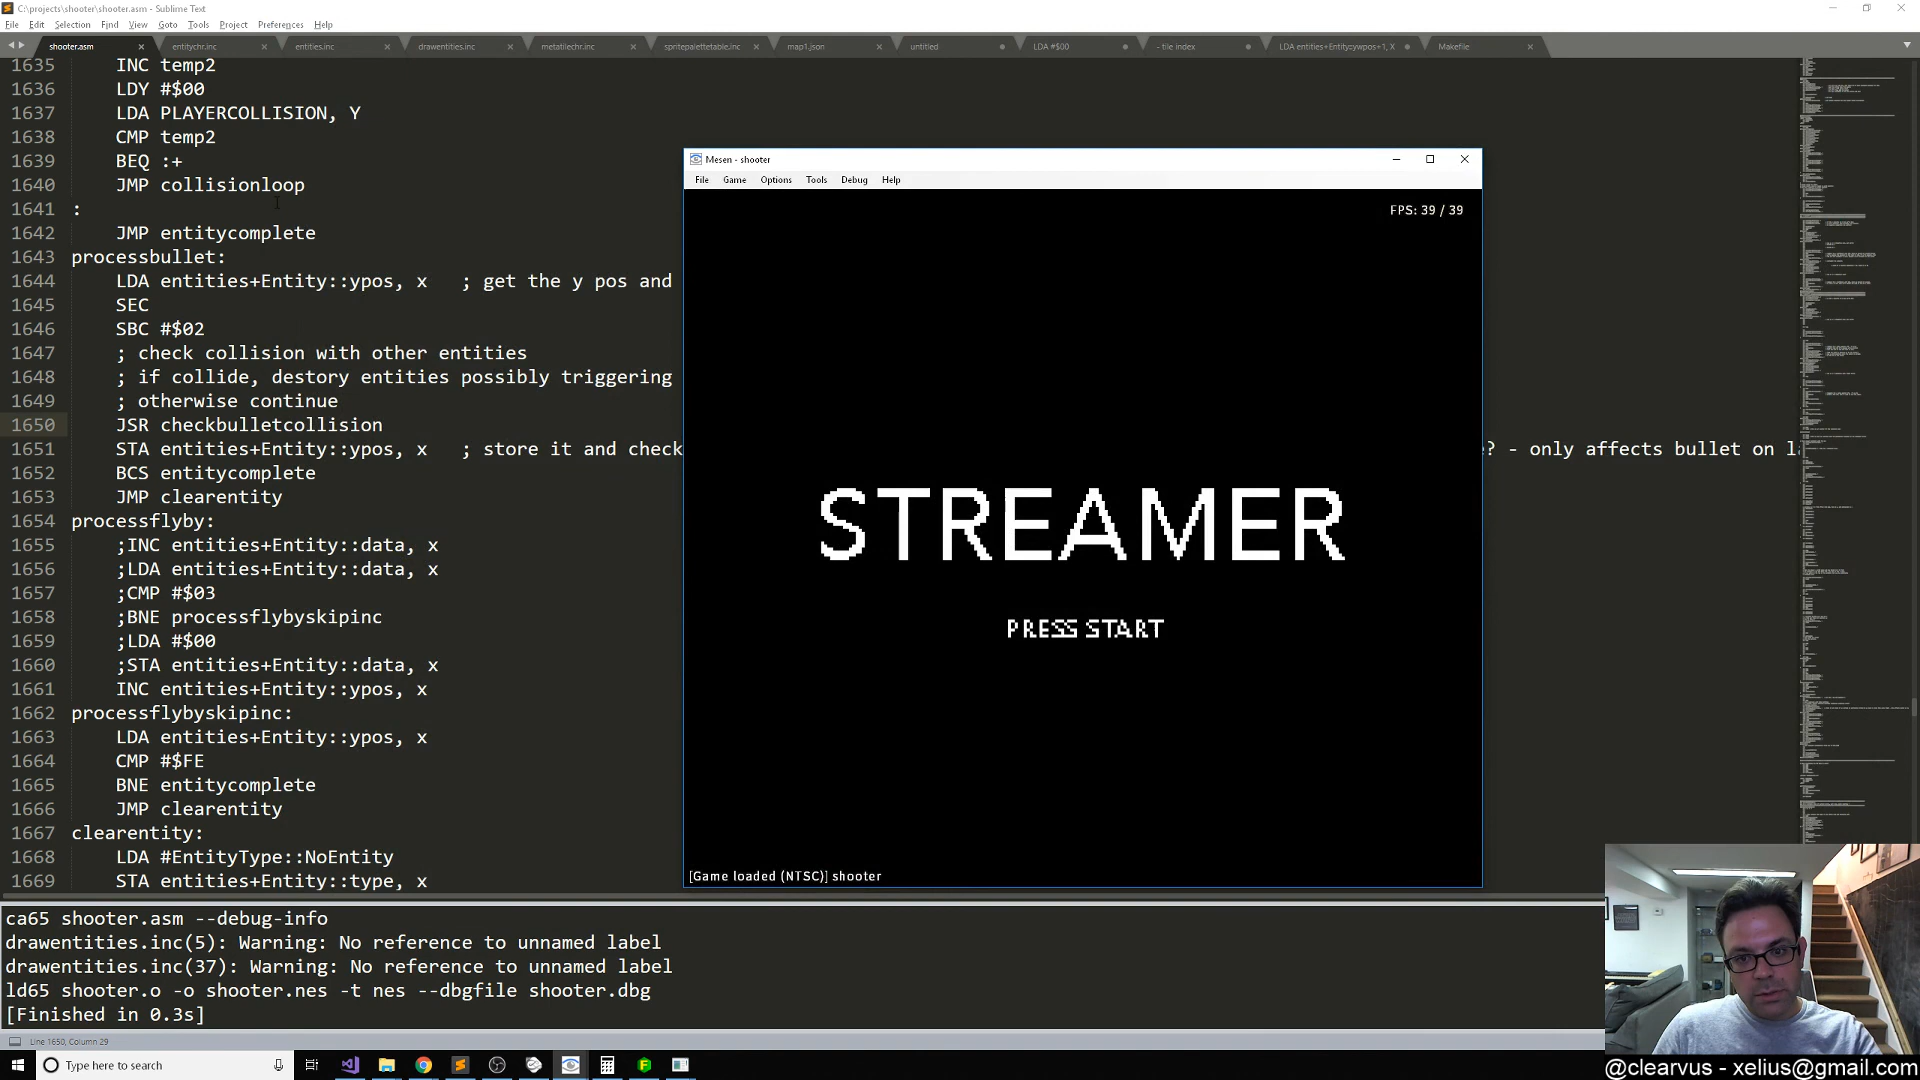 C:\projects\shooter\shooter.asm - Sublime Text
File Edit Selection Find View Goto Tools Project Preferences Help
shooter.asm entitychr.inc entities.inc drawentities.inc metatilechr.inc spritepalettetable.inc map1.json untitled LDA #$00 - tile index LDA entities+Entity:ywpos+1, X Makefile
1635 INC temp2
1636 LDY #$00
1637 LDA PLAYERCOLLISION, Y
1638 CMP temp2
1639 BEQ :+
1640 JMP collisionloop
1641 :
1642 JMP entitycomplete
1643 processbullet:
1644 LDA entities+Entity::ypos, x ; get the y pos and
1645 SEC
1646 SBC #$02
1647 ; check collision with other entities
1648 ; if collide, destory entities possibly triggering
1649 ; otherwise continue
1650 JSR checkbulletcollision
1651 STA entities+Entity::ypos, x ; store it and check e? - only affects bullet on
1652 BCS entitycomplete
1653 JMP clearentity
1654 processflyby:
1655 ;INC entities+Entity::data, x
1656 ;LDA entities+Entity::data, x
1657 ;CMP #$03
1658 ;BNE processflybyskipinc
1659 ;LDA #$00
1660 ;STA entities+Entity::data, x
1661 INC entities+Entity::ypos, x
1662 processflybyskipinc:
1663 LDA entities+Entity::ypos, x
1664 CMP #$FE
1665 BNE entitycomplete
1666 JMP clearentity
1667 clearentity:
1668 LDA #EntityType::NoEntity
1669 STA entities+Entity::type, x
Mesen - shooter
File Game Options Tools Debug Help
FPS: 39 / 39
STREAMER
PRESS START
[Game loaded (NTSC)] shooter
ca65 shooter.asm --debug-info
drawentities.inc(5): Warning: No reference to unnamed label
drawentities.inc(37): Warning: No reference to unnamed label
ld65 shooter.o -o shooter.nes -t nes --dbgfile shooter.dbg
[Finished in 0.3s]
Line 1650, Column 29
Type here to search
@clearvus - xelius@gmail.com